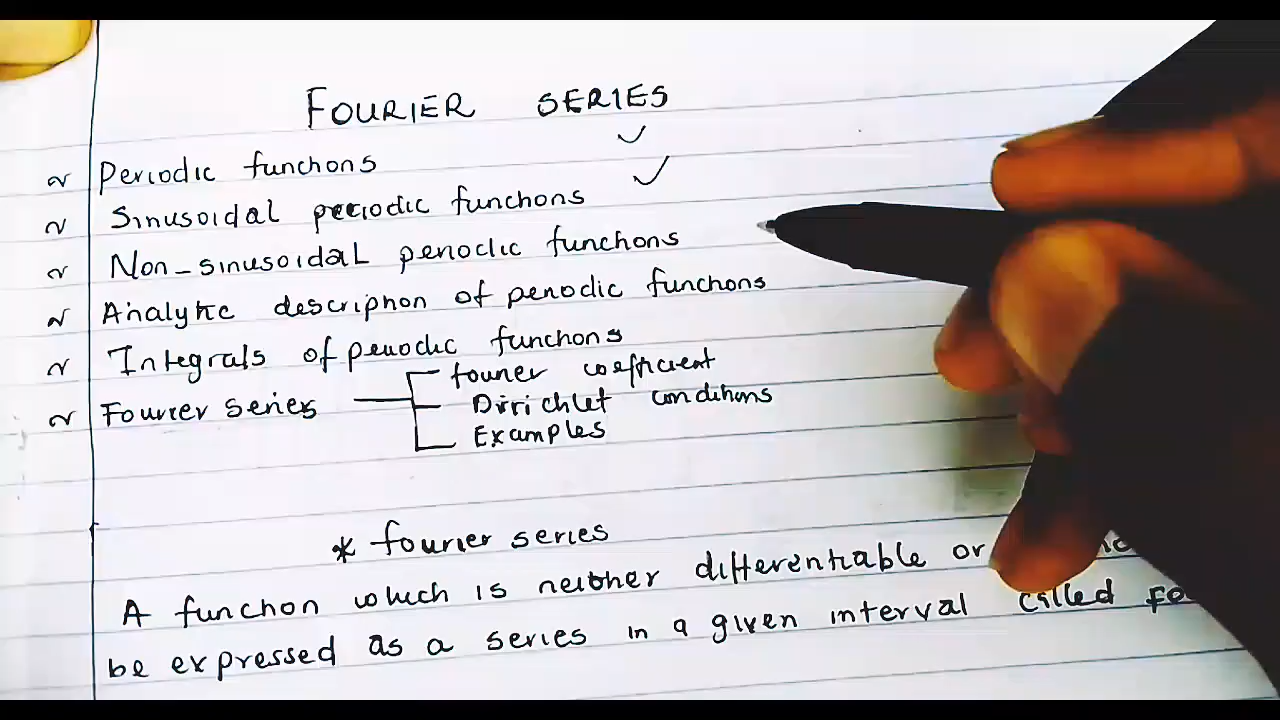 FOURIER SERIES
~ Periodic functions
~ Sinusoidal periodic functions
~ Non-sinusoidal periodic functions
~ Analytic description of periodic functions
~ Integrals of periodic functions
~ Fourier series
fourier coefficient
Dirichlet conditions
Examples
* fourier series
A function which is neither differentiable or
be expressed as a series in a given interval called